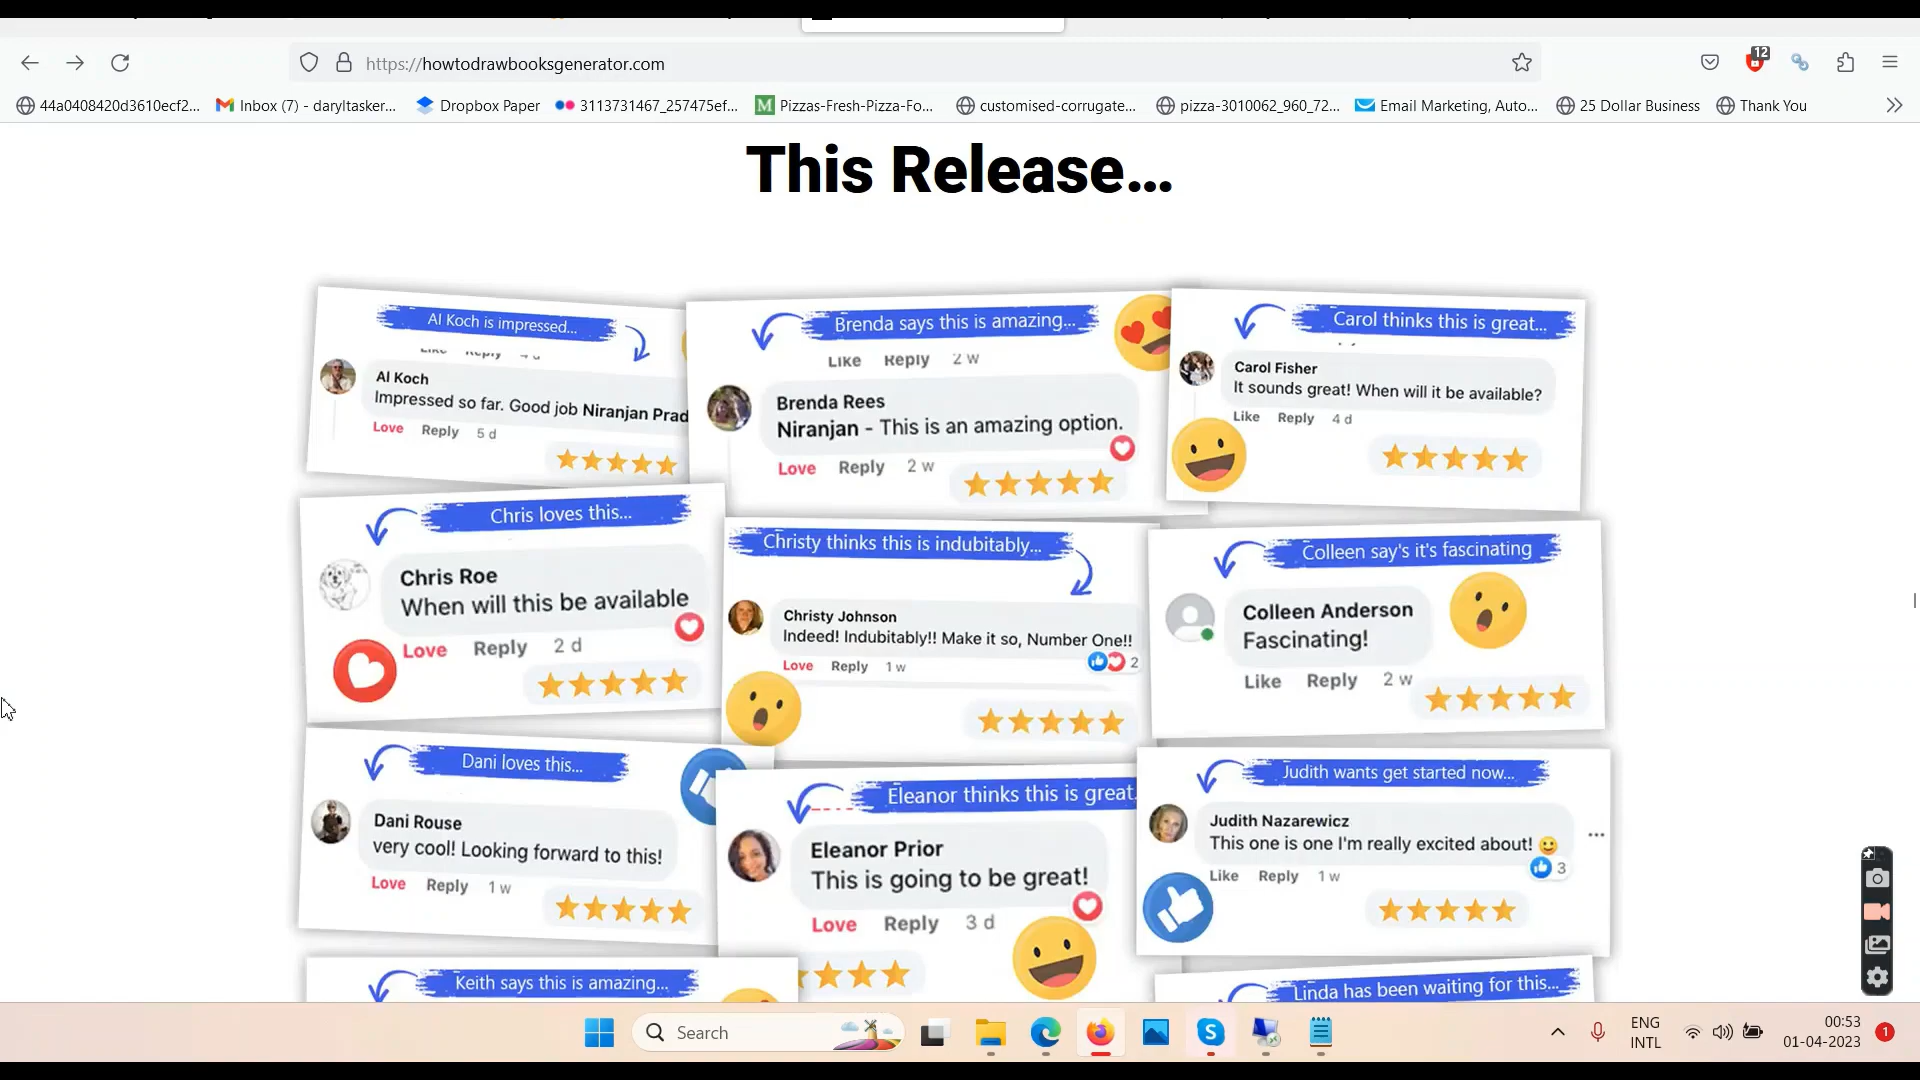 https://howtodrawbooksgenerator.com
12
44a0408420d3610ecf2...
Inbox (7) - daryltasker...
Dropbox Paper
3113731467_257475ef...
Pizzas-Fresh-Pizza-Fo...
customised-corrugate...
pizza-3010062_960_72...
Email Marketing, Auto...
25 Dollar Business
Thank You
This Release...
Al Koch is impressed...
Like Reply 4 d
Al Koch
Impressed so far. Good job Niranjan Prad
Love Reply 5 d
Brenda says this is amazing...
Like Reply 2 w
Brenda Rees
Niranjan - This is an amazing option.
Love Reply 2 w
Carol thinks this is great...
Carol Fisher
It sounds great! When will it be available?
Like Reply 4 d
Chris loves this...
Chris Roe
When will this be available
Love Reply 2 d
Christy thinks this is indubitably...
Christy Johnson
Indeed! Indubitably!! Make it so, Number One!!
Love Reply 1 w
2
Colleen say's it's fascinating
Colleen Anderson
Fascinating!
Like Reply 2 w
Dani loves this...
Dani Rouse
very cool! Looking forward to this!
Love Reply 1 w
Eleanor thinks this is great.
Eleanor Prior
This is going to be great!
Love Reply 3 d
Judith wants get started now...
Judith Nazarewicz
This one is one I'm really excited about!
3
Like Reply 1 w
Keith says this is amazing...
Linda has been waiting for this...
Search
ENG
INTL
00:53
01-04-2023
1